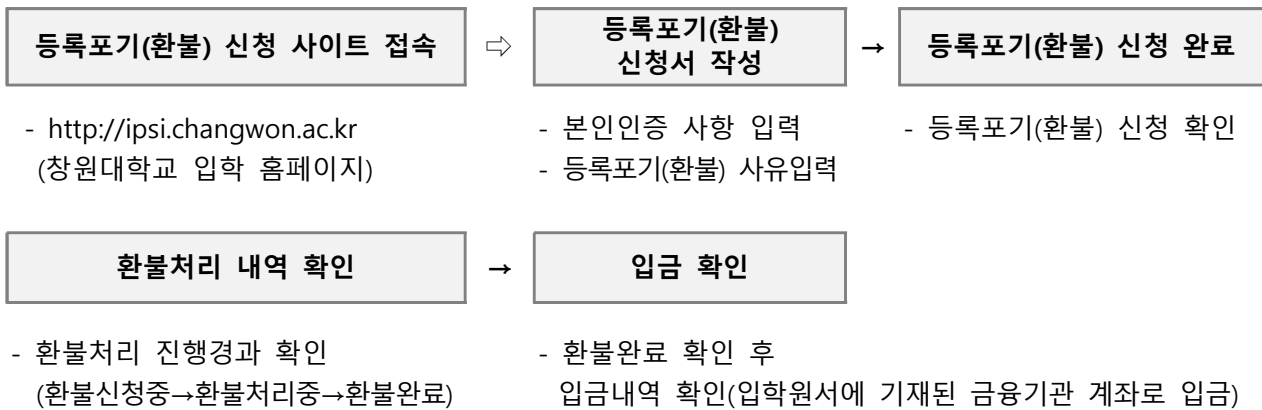 등록포기(환불) 신청 사이트 접속 ⇨ 등록포기(환불) 신청서 작성 → 등록포기(환불) 신청 완료
- http://ipsi.changwon.ac.kr
(창원대학교 입학 홈페이지)
- 본인인증 사항 입력
- 등록포기(환불) 사유입력
- 등록포기(환불) 신청 확인
환불처리 내역 확인 → 입금 확인
- 환불처리 진행경과 확인
(환불신청중→환불처리중→환불완료)
- 환불완료 확인 후
입금내역 확인(입학원서에 기재된 금융기관 계좌로 입금)